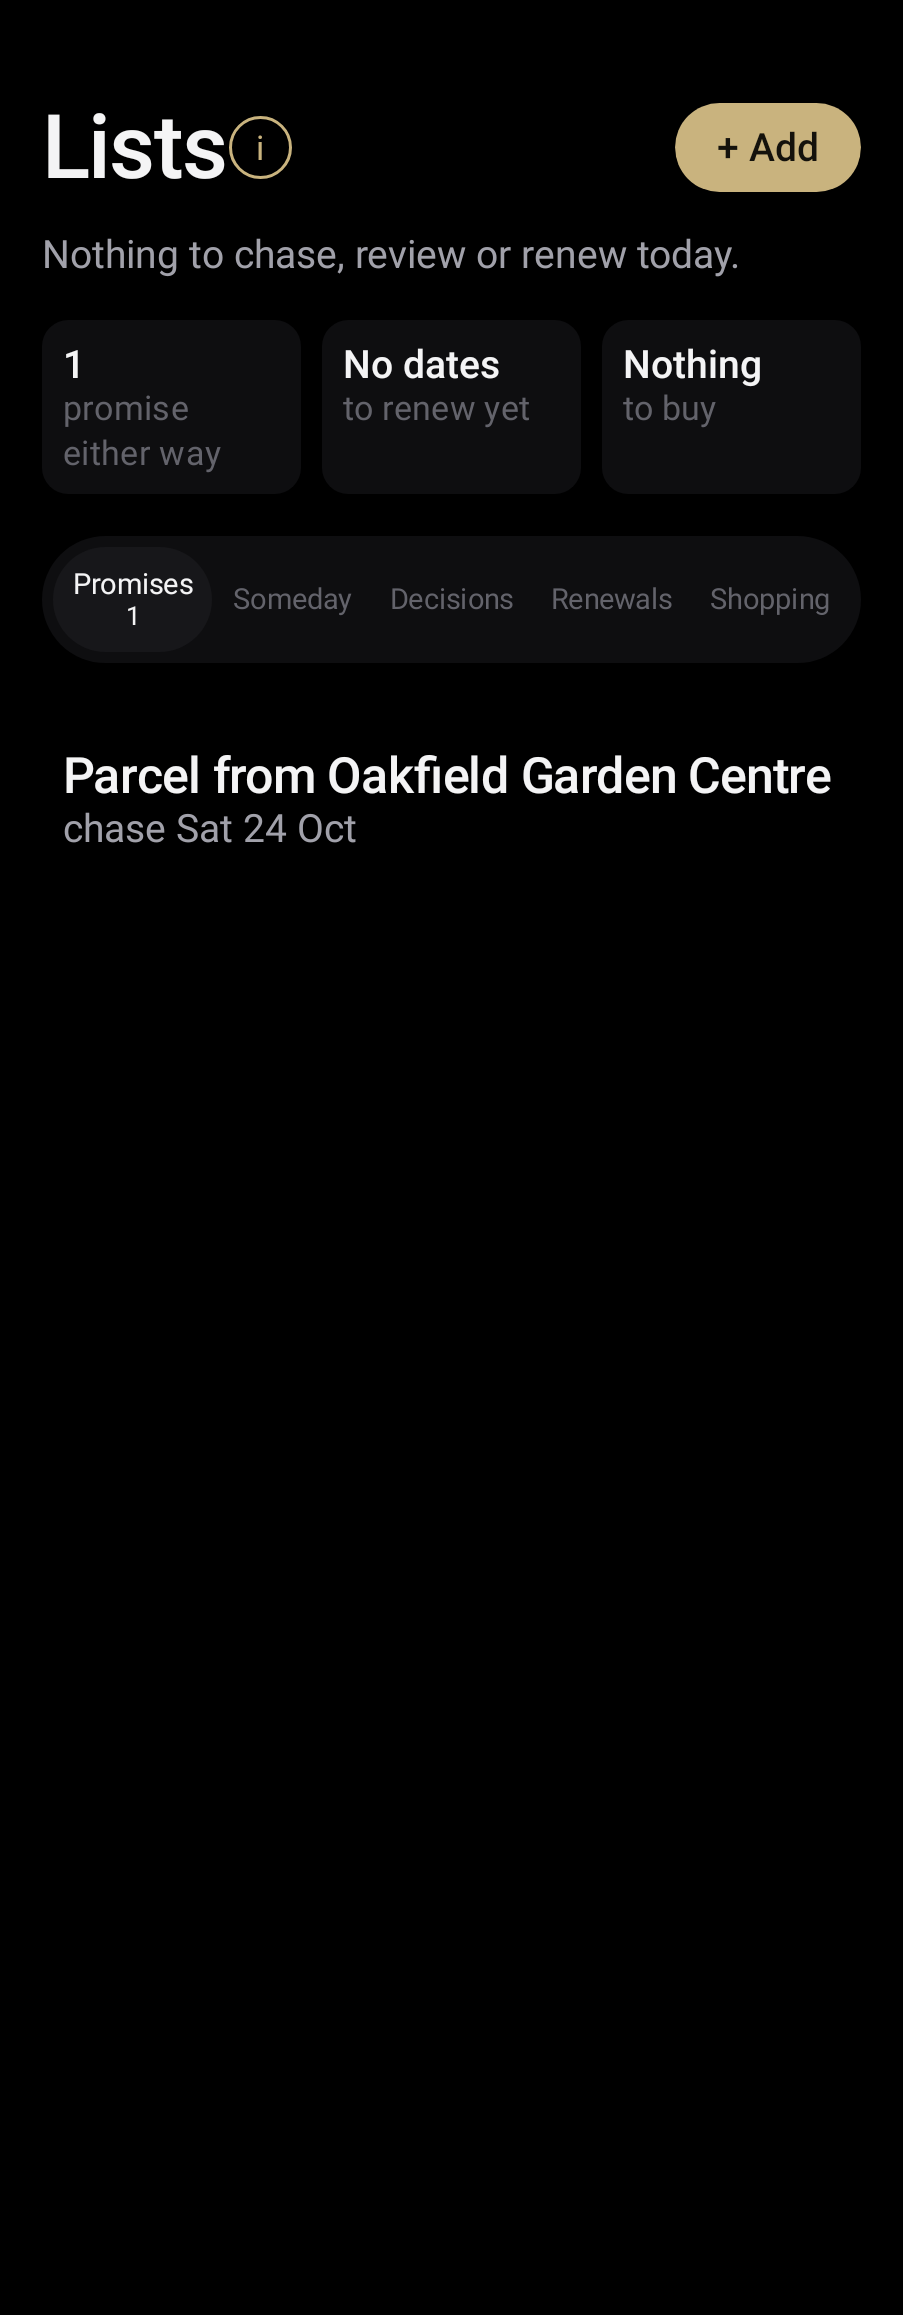 Lists i
+ Add
Nothing to chase, review or renew today.
1
promise
either way
No dates
to renew yet
Nothing
to buy
Promises
1
Someday
Decisions
Renewals
Shopping
Parcel from Oakfield Garden Centre
chase Sat 24 Oct